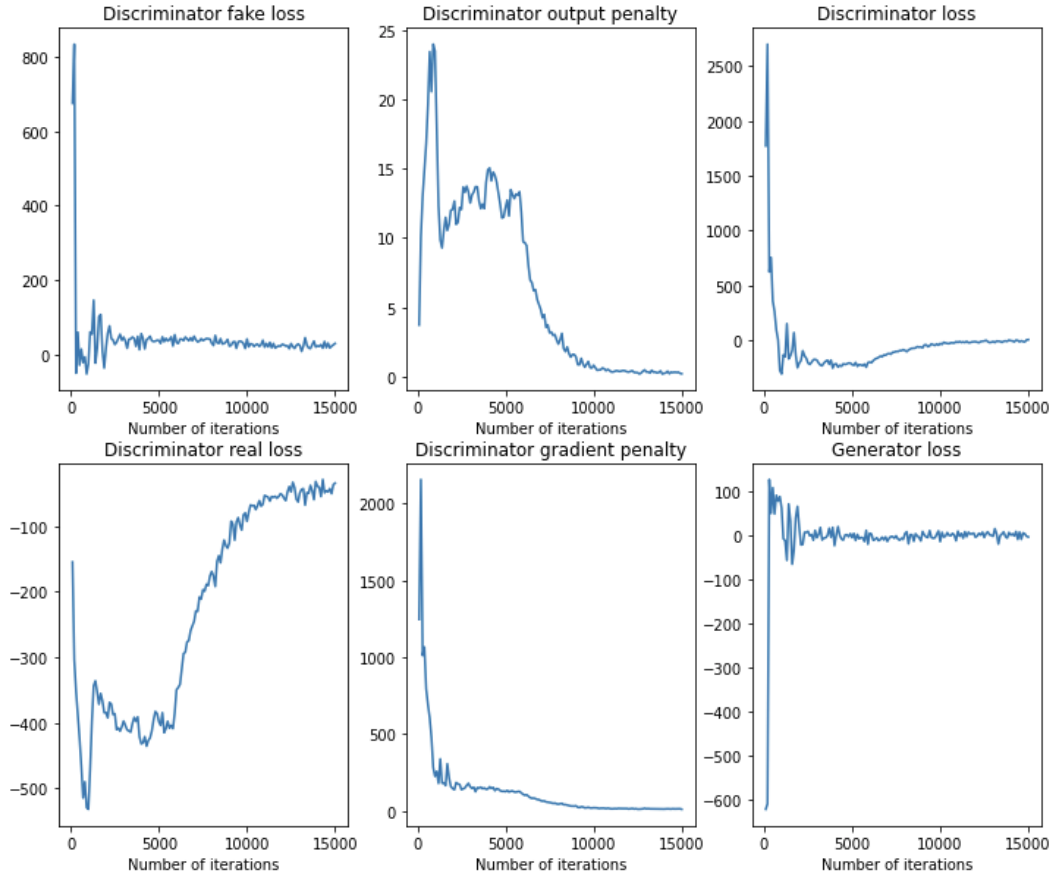 Discriminator fake loss
800
600
400
200
0
0 5000 10000 15000
Number of iterations
Discriminator output penalty
25
20
15
10
5
0
0 5000 10000 15000
Number of iterations
Discriminator loss
2500
2000
1500
1000
500
0
0 5000 10000 15000
Number of iterations
Discriminator real loss
−100
−200
−300
−400
−500
0 5000 10000 15000
Number of iterations
Discriminator gradient penalty
2000
1500
1000
500
0
0 5000 10000 15000
Number of iterations
Generator loss
100
0
−100
−200
−300
−400
−500
−600
0 5000 10000 15000
Number of iterations